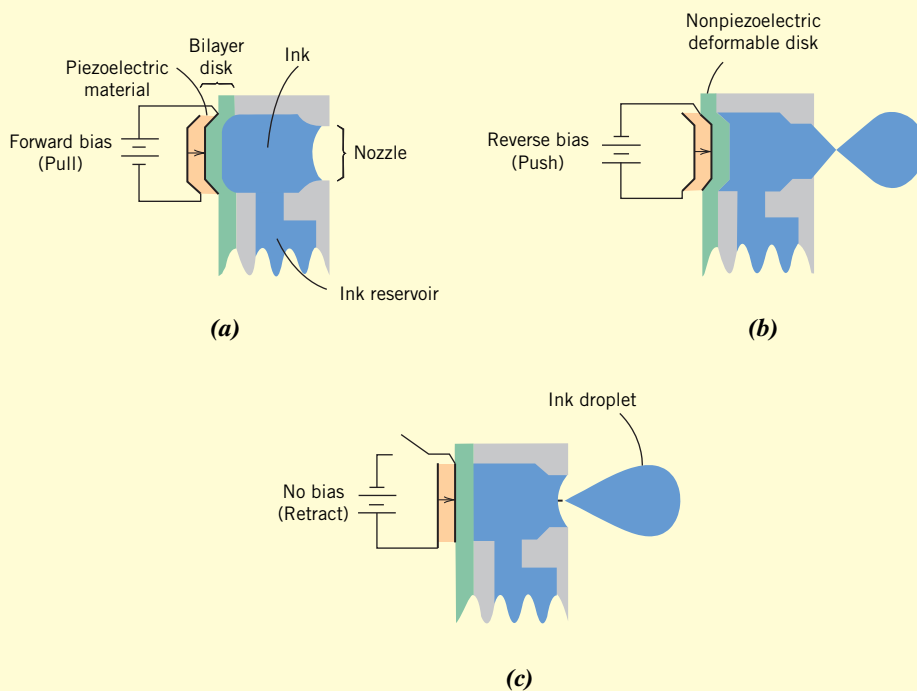 Bilayer
disk
Ink
Piezoelectric
material
Forward bias
(Pull)
Nozzle
Ink reservoir
(a)
Nonpiezoelectric
deformable disk
Reverse bias
(Push)
(b)
Ink droplet
No bias
(Retract)
(c)